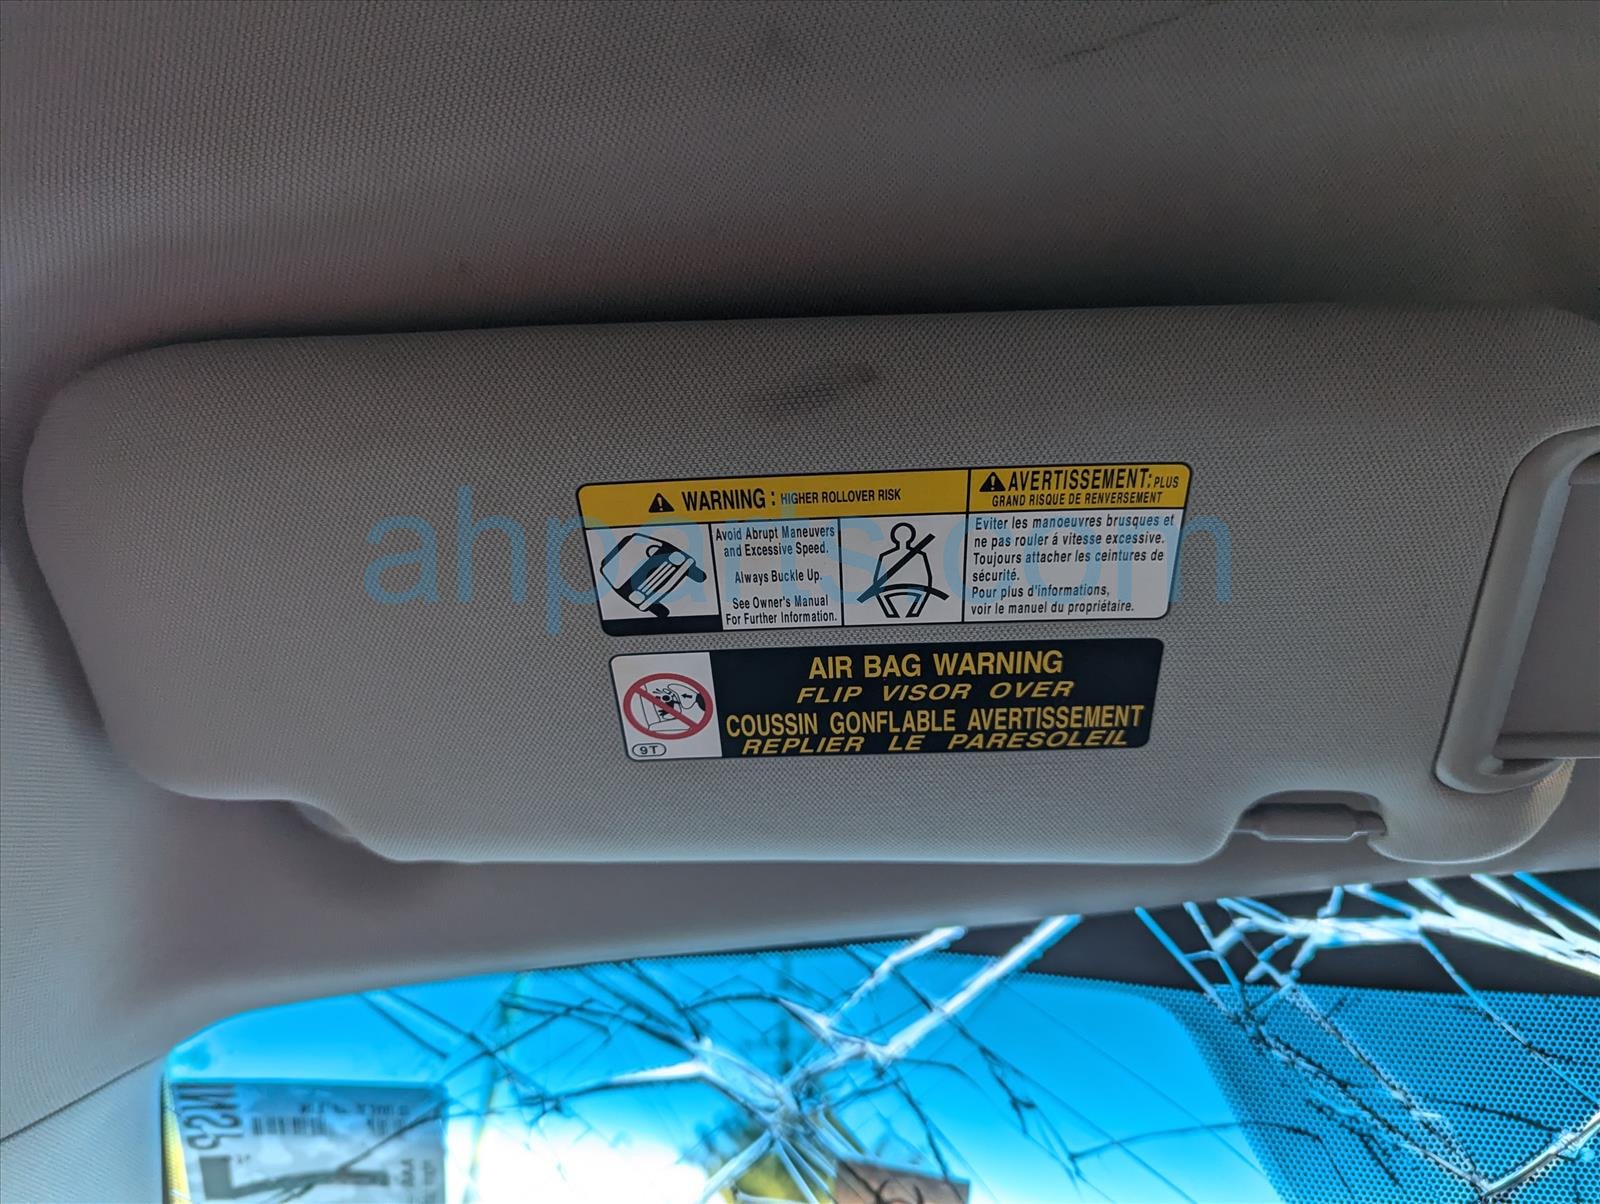 WARNING : HIGHER ROLLOVER RISK
Avoid Abrupt Maneuvers
and Excessive Speed.
Always Buckle Up.
See Owner's Manual
For Further Information.
AVERTISSEMENT: PLUS
GRAND RISQUE DE RENVERSEMENT
Eviter les manoeuvres brusques et
ne pas rouler á vitesse excessive.
Toujours attacher les ceintures de
sécurité.
Pour plus d'informations,
voir le manuel du propriétaire.
ahparts.com
AIR BAG WARNING
FLIP VISOR OVER
COUSSIN GONFLABLE AVERTISSEMENT
REPLIER LE PARESOLEIL
9T